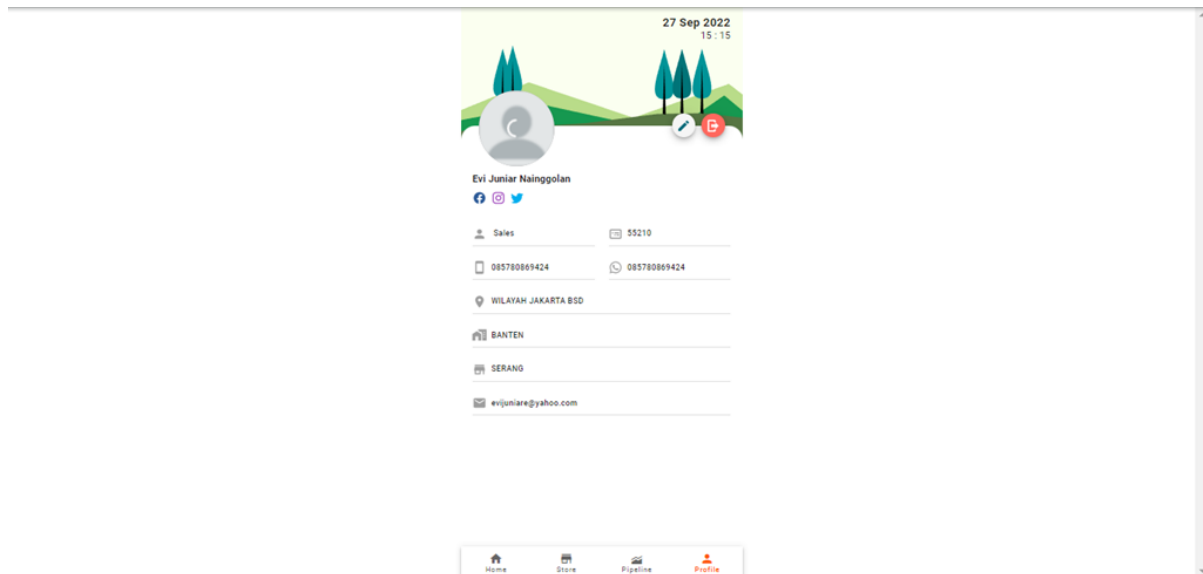 27 Sep 2022
15 : 15
Evi Juniar Nainggolan
Sales
55210
085780869424
085780869424
WILAYAH JAKARTA BSD
BANTEN
SERANG
evijuniare@yahoo.com
Home
Store
Pipeline
Profile